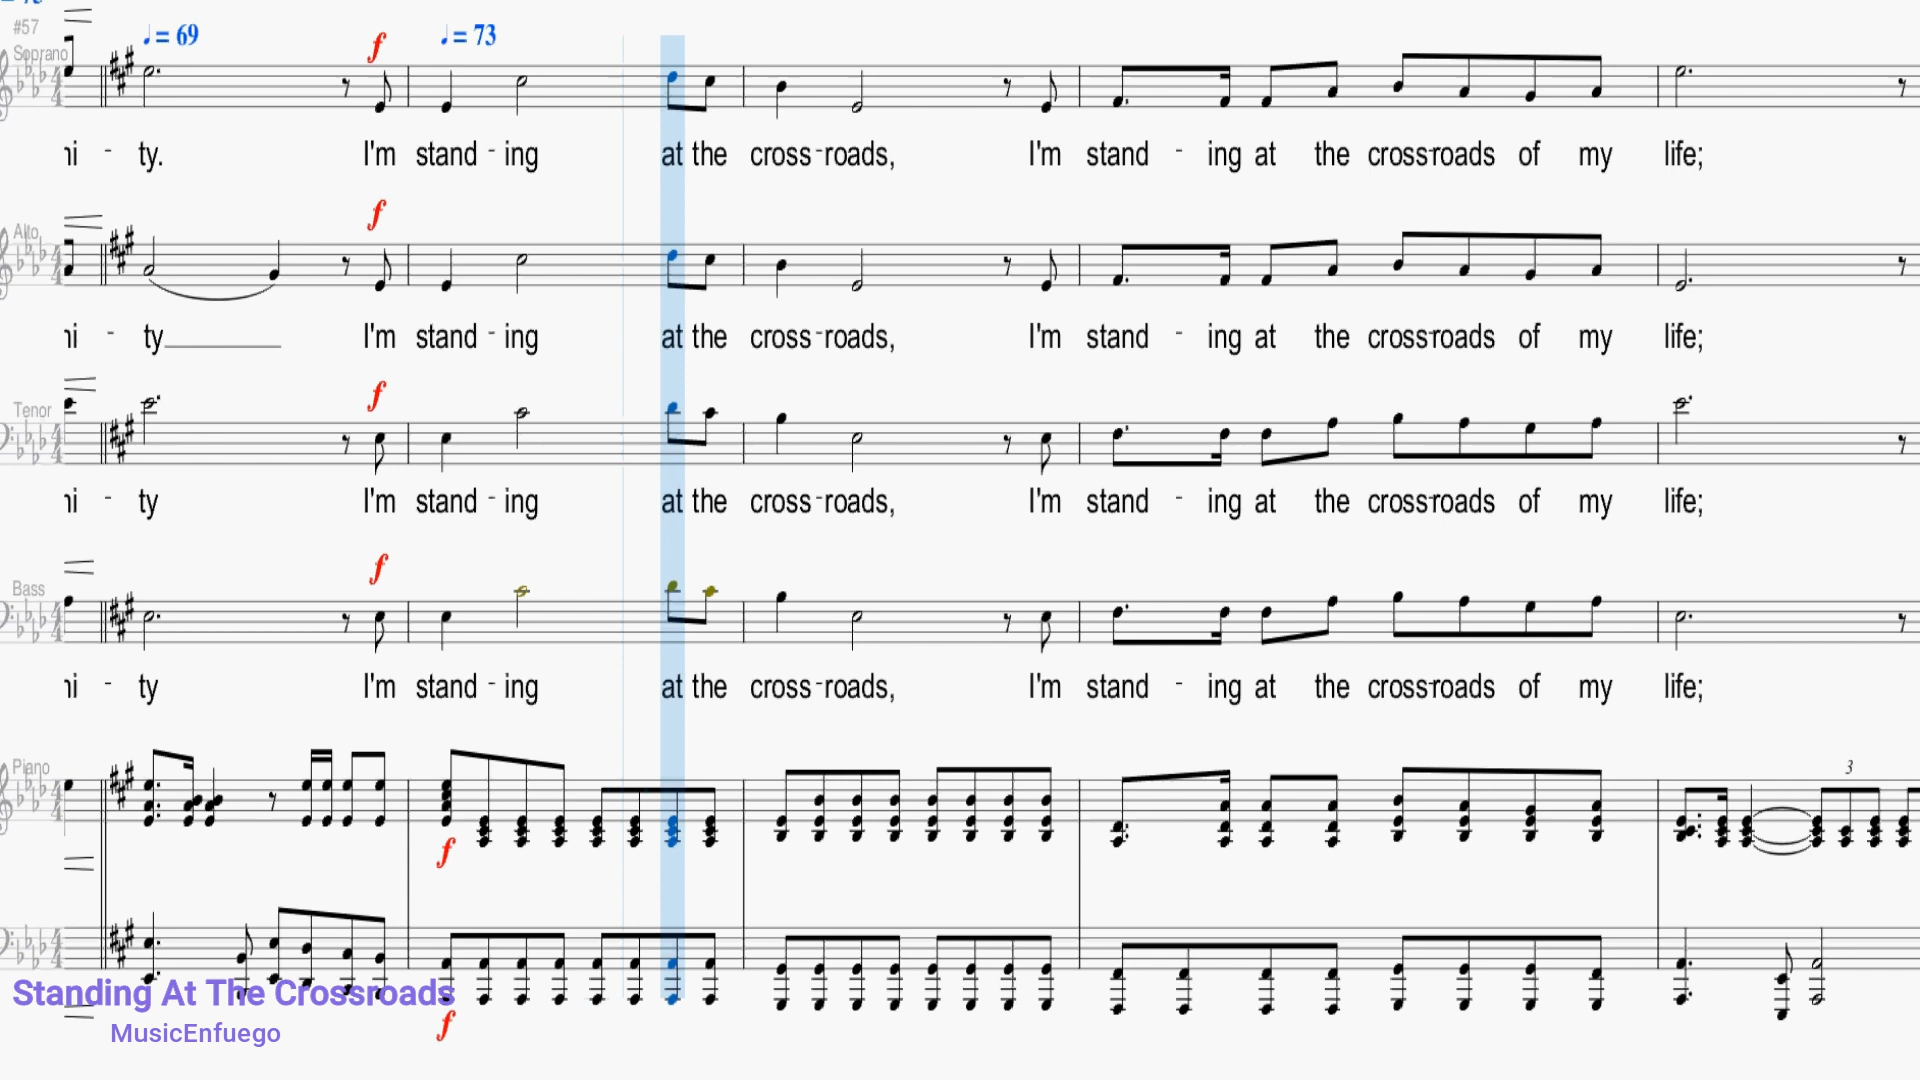 #57
♩ = 69 ♩ = 73
Soprano
f
ni - ty. I'm stand - ing at the cross - roads, I'm stand - ing at the cross-roads of my life;
f
Alto
ni - ty I'm stand - ing at the cross - roads, I'm stand - ing at the cross-roads of my life;
f
Tenor
ni - ty I'm stand - ing at the cross - roads, I'm stand - ing at the cross-roads of my life;
f
Bass
ni - ty I'm stand - ing at the cross - roads, I'm stand - ing at the cross-roads of my life;
Piano
3
f
Standing At The Crossroads
f
MusicEnfuego